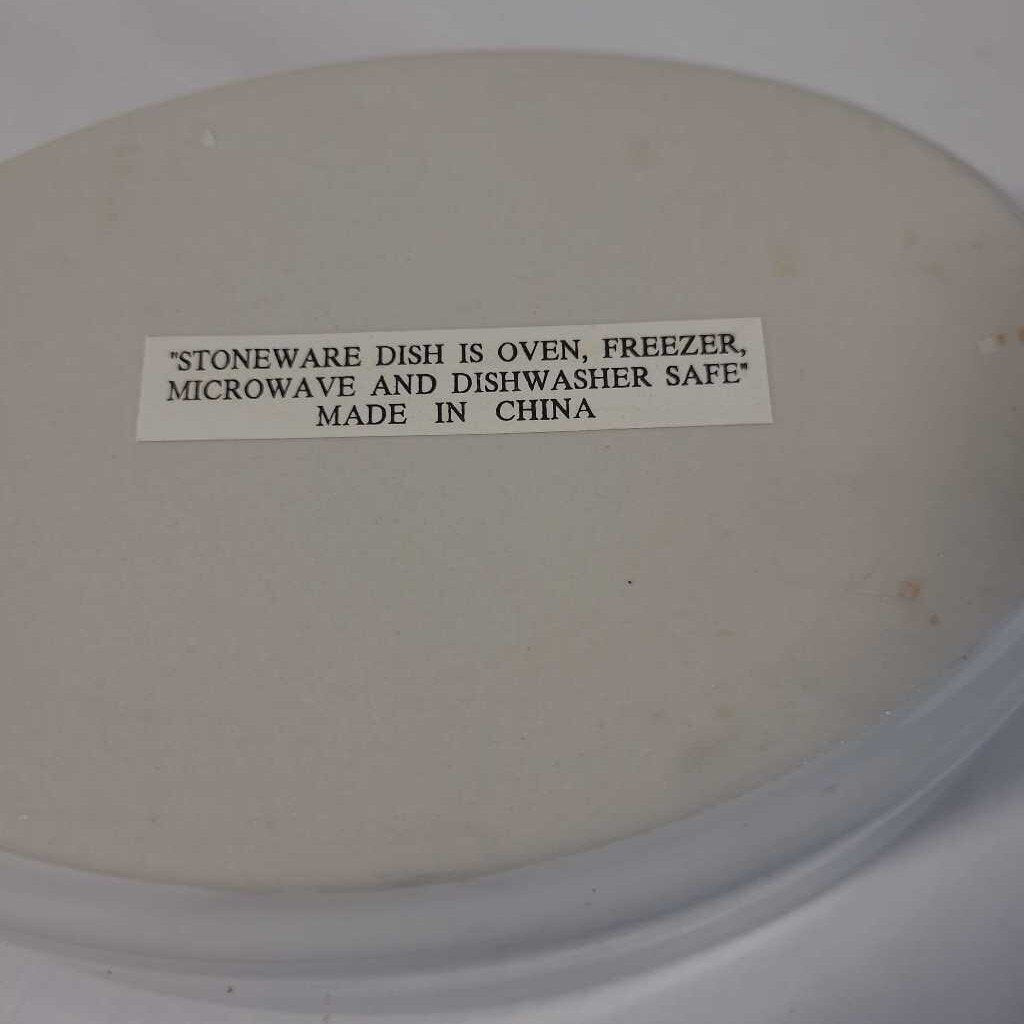 "STONEWARE DISH IS OVEN, FREEZER,
MICROWAVE AND DISHWASHER SAFE"
MADE IN CHINA